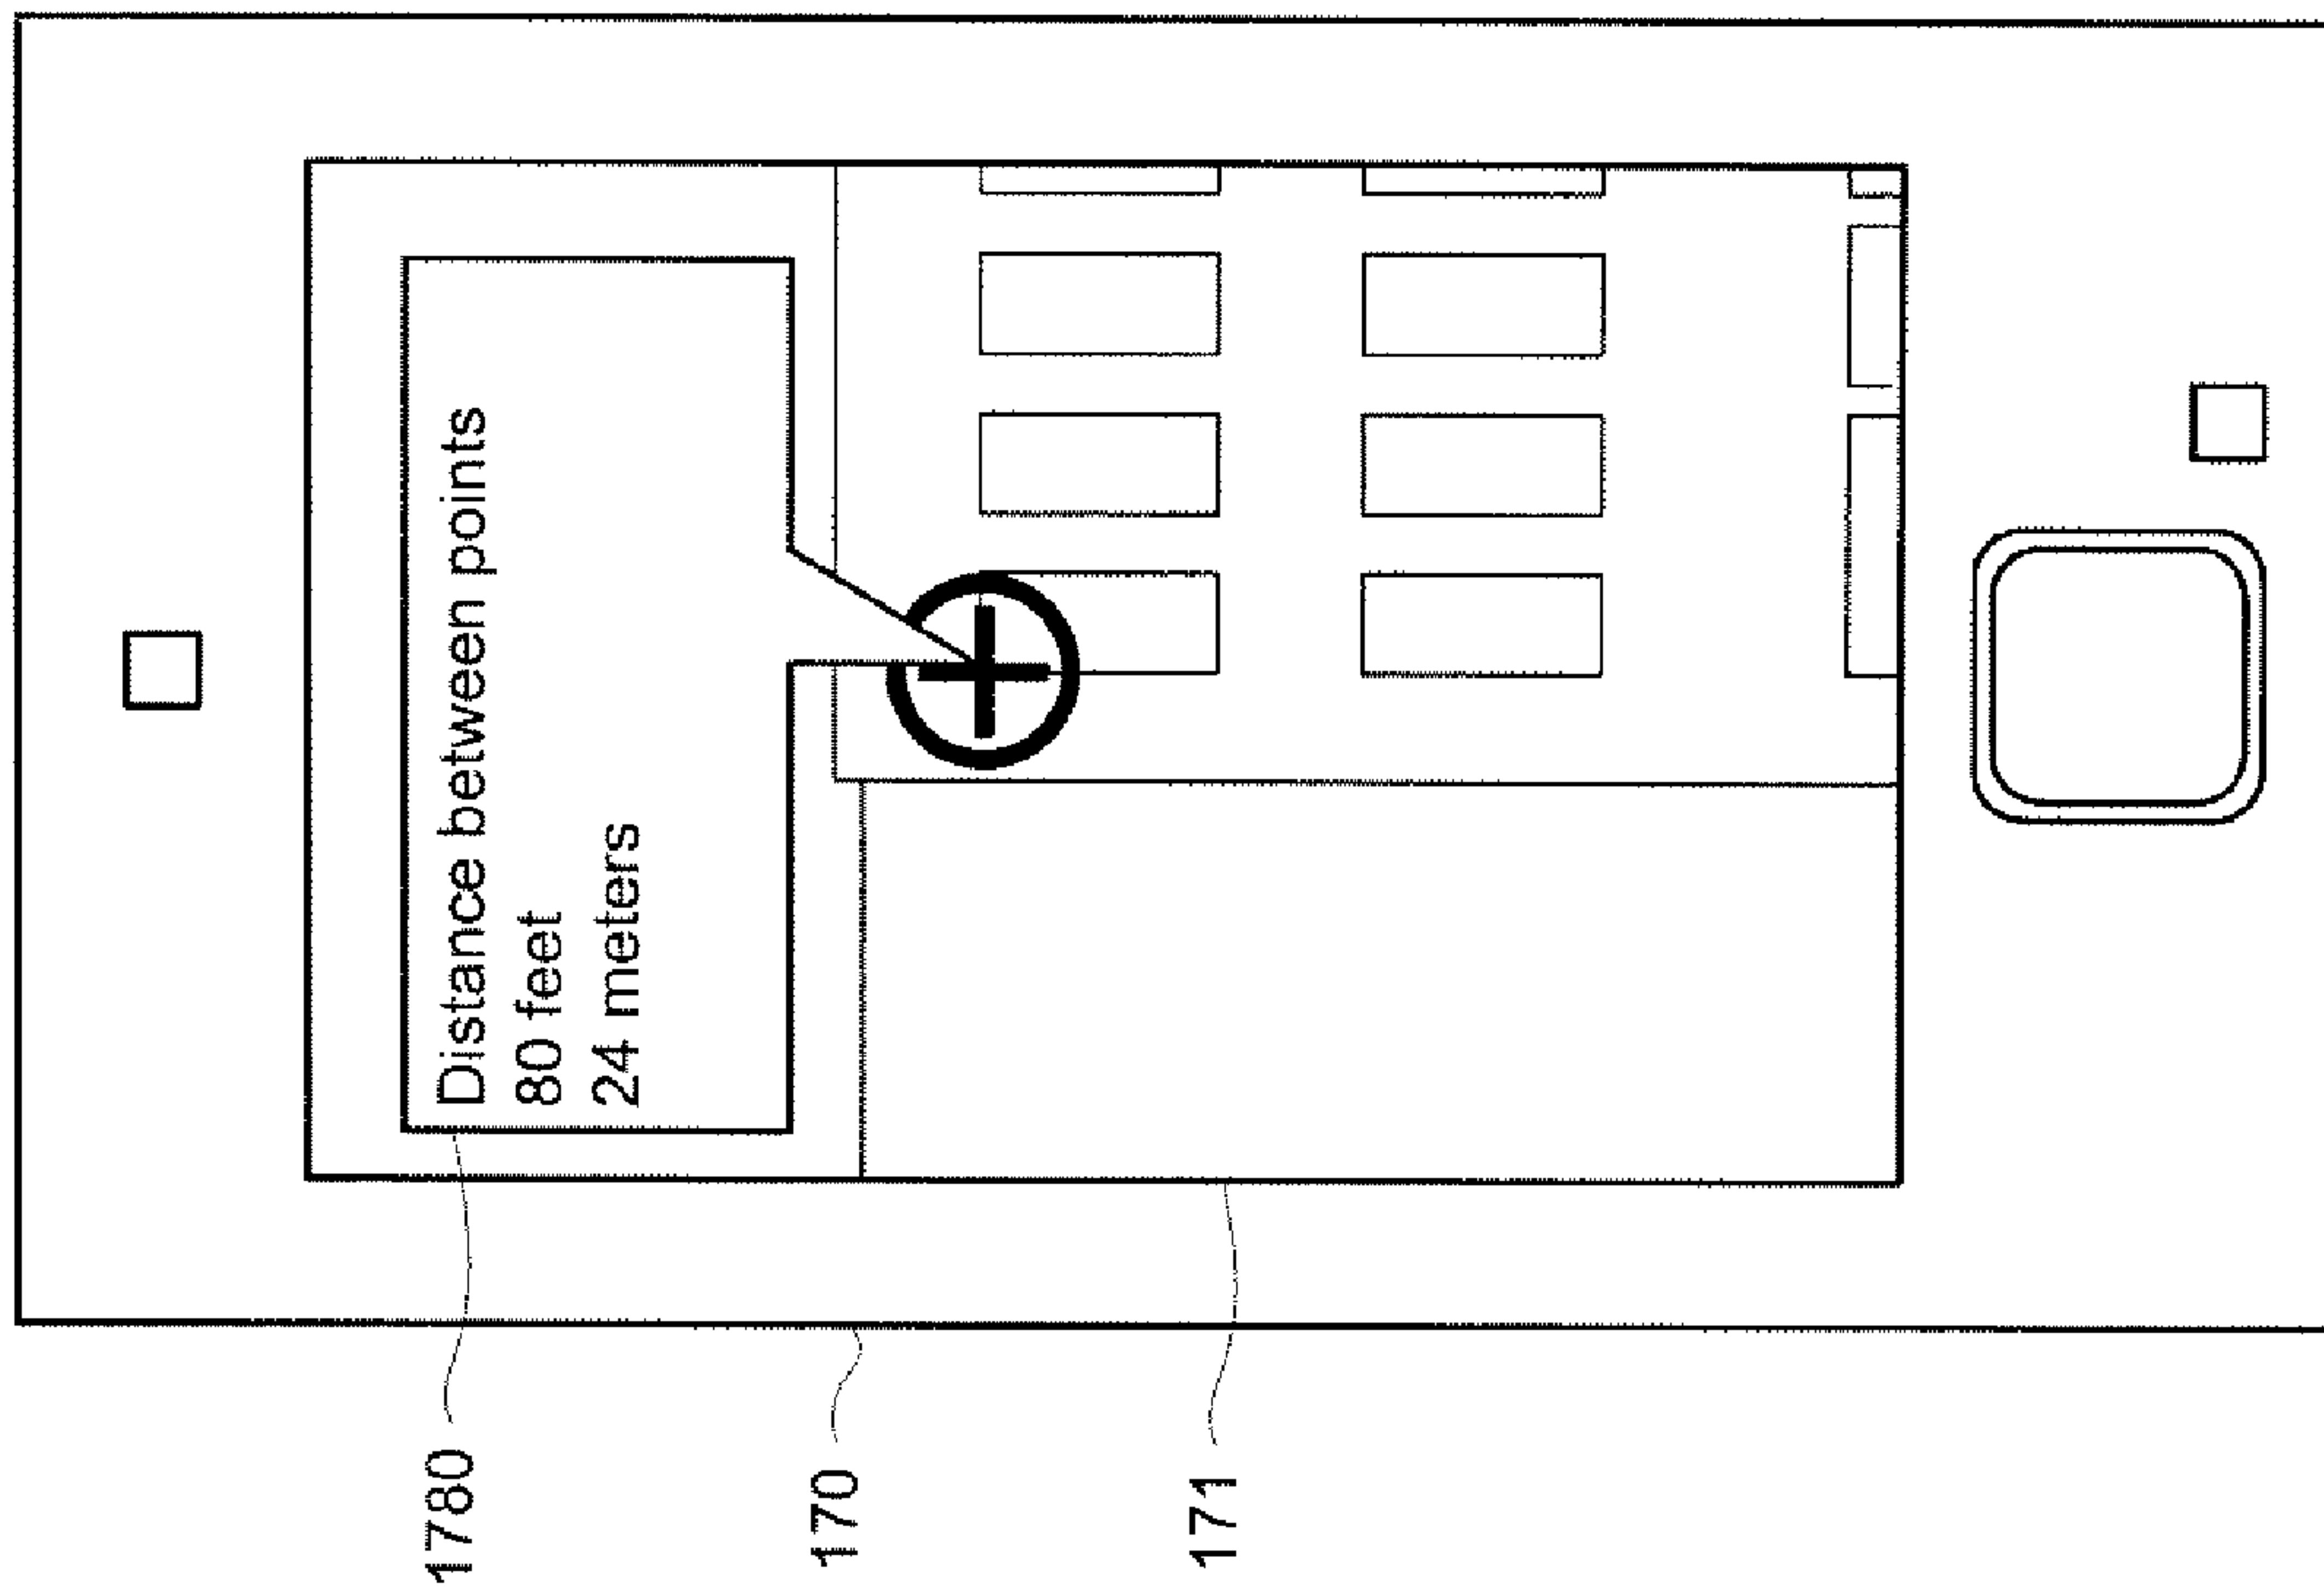 Distance between points
80 feet
24 meters
1780
170
171